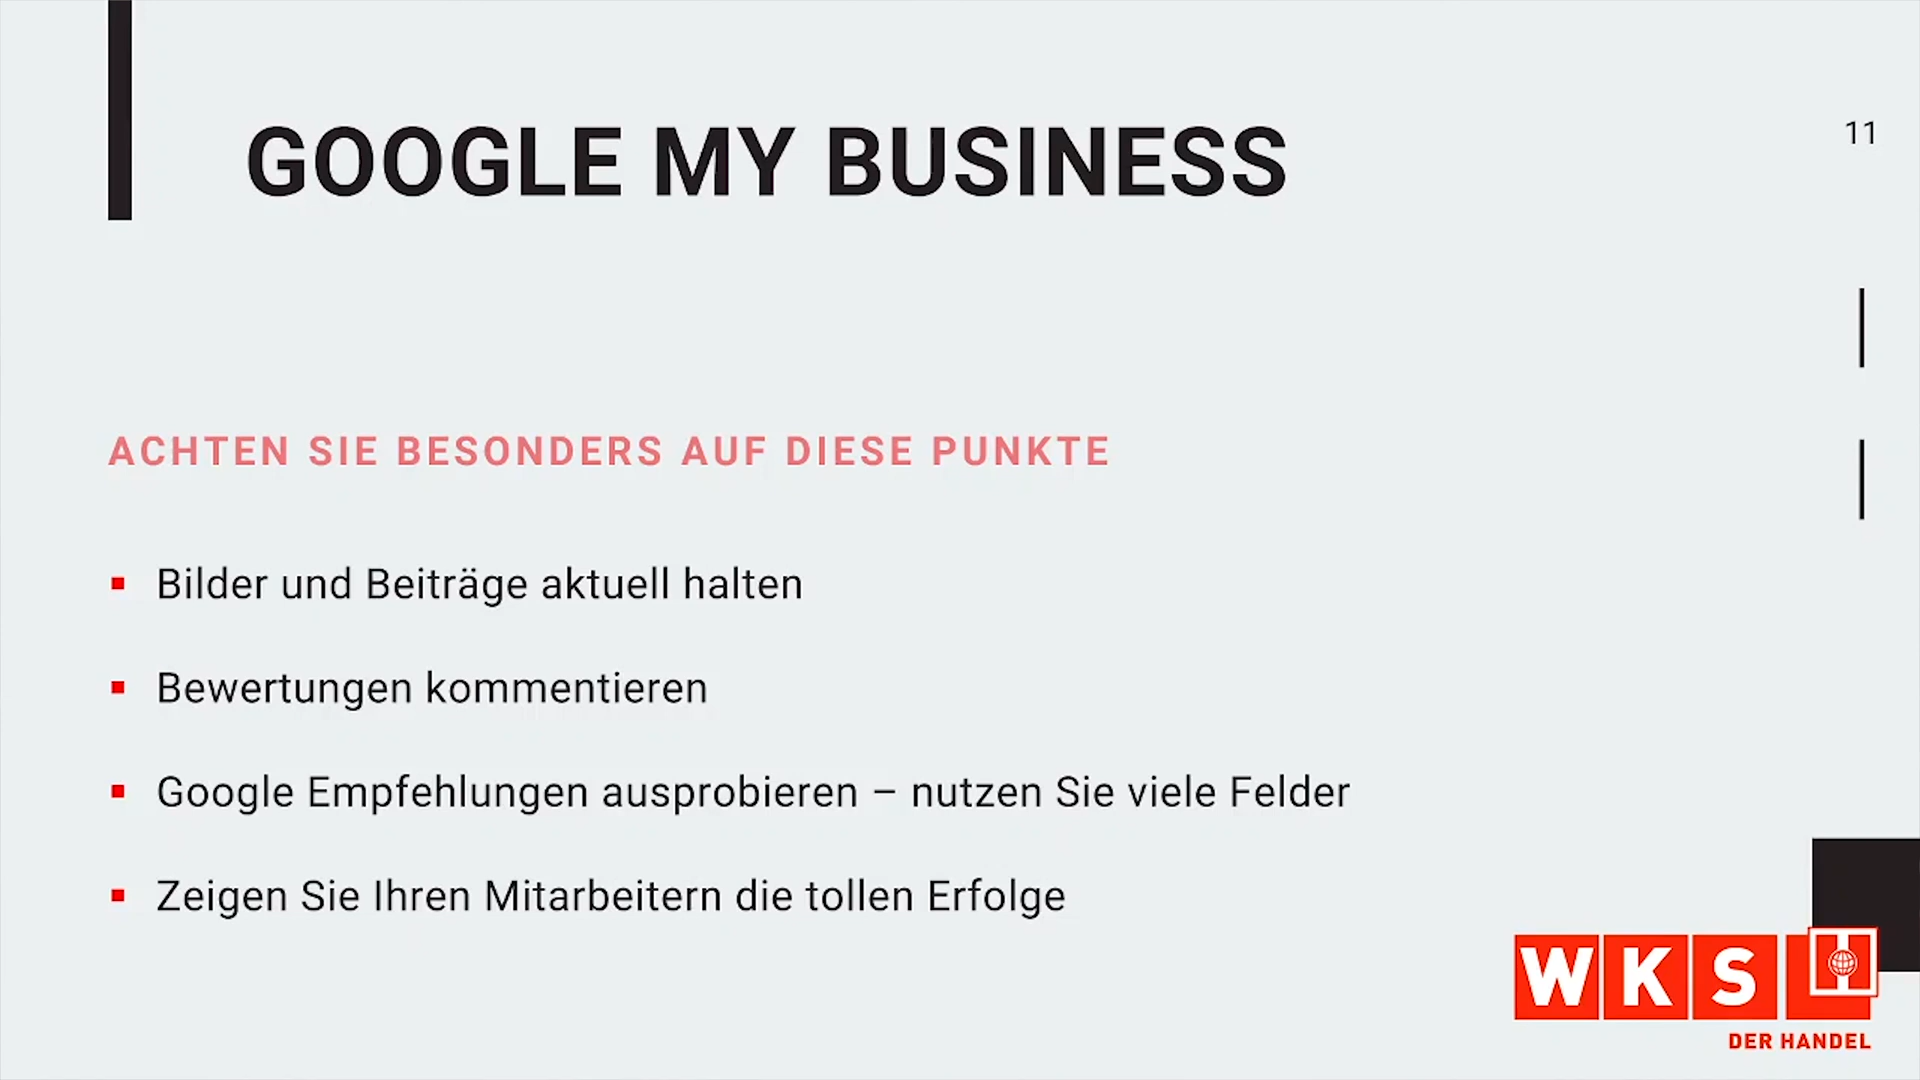 GOOGLE MY BUSINESS
11
ACHTEN SIE BESONDERS AUF DIESE PUNKTE
Bilder und Beiträge aktuell halten
Bewertungen kommentieren
Google Empfehlungen ausprobieren – nutzen Sie viele Felder
Zeigen Sie Ihren Mitarbeitern die tollen Erfolge
WKS H
DER HANDEL